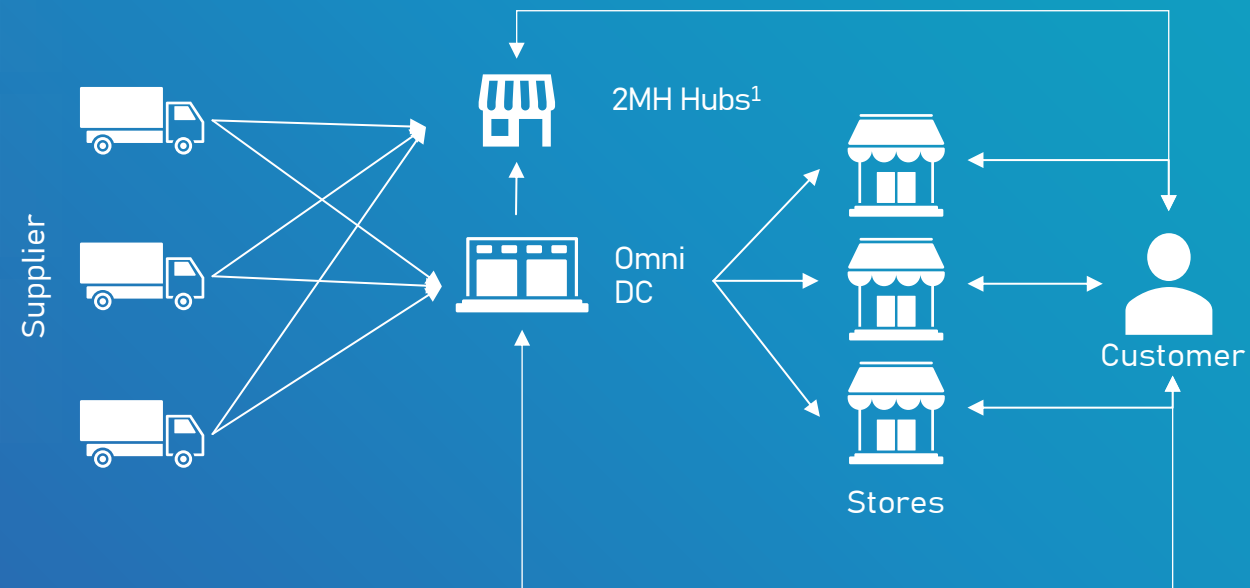 Supplier
2MH Hubs¹
Omni
DC
Stores
Customer